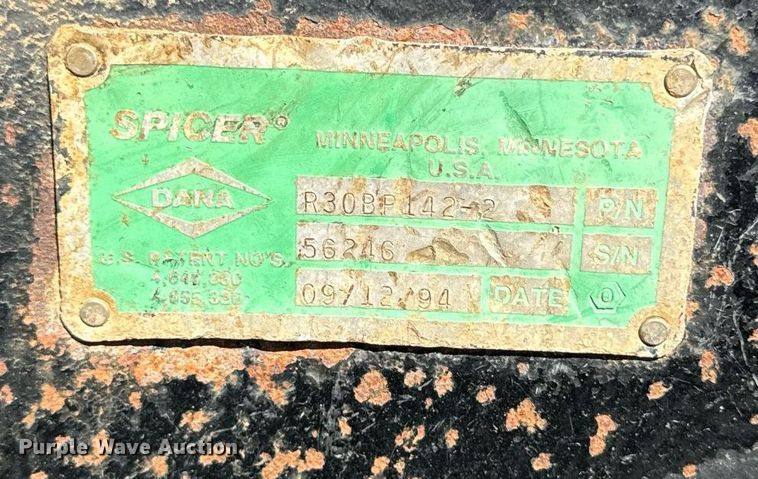 SPICER®
MINNEAPOLIS, MINNESOTA
U.S.A.
DANA
R30BP142-2 P/N
U.S. PATENT NO'S.
56246 S/N
09/12/94 DATE
Purple Wave Auction